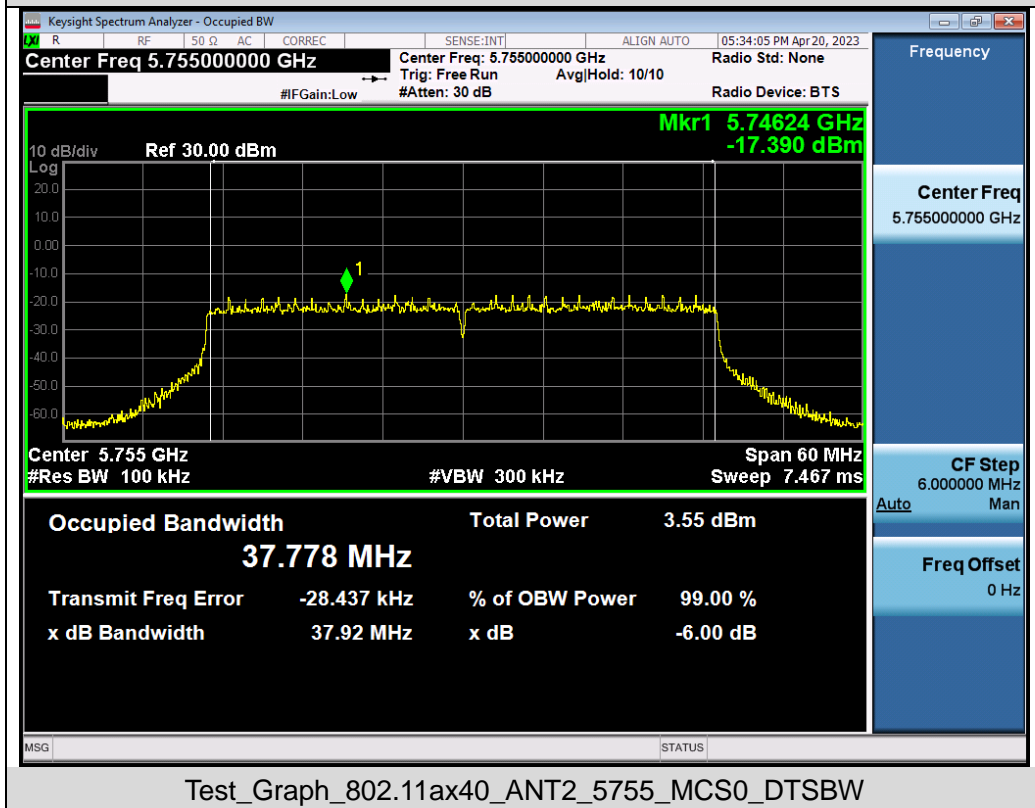 Keysight Spectrum Analyzer - Occupied BW
LXI R RF 50 Ω AC CORREC SENSE:INT ALIGN AUTO 05:34:05 PM Apr 20, 2023
Center Freq 5.755000000 GHz
#IFGain:Low
Center Freq: 5.755000000 GHz
Trig: Free Run Avg|Hold: 10/10
#Atten: 30 dB
Radio Std: None
Radio Device: BTS
Mkr1 5.74624 GHz
-17.390 dBm
10 dB/div Ref 30.00 dBm
Log
20.0
10.0
0.00
-10.0
-20.0
-30.0
-40.0
-50.0
-60.0
1
Center 5.755 GHz Span 60 MHz
#Res BW 100 kHz #VBW 300 kHz Sweep 7.467 ms
Occupied Bandwidth Total Power 3.55 dBm
37.778 MHz
Transmit Freq Error -28.437 kHz % of OBW Power 99.00 %
x dB Bandwidth 37.92 MHz x dB -6.00 dB
MSG STATUS
Frequency
Center Freq
5.755000000 GHz
CF Step
6.000000 MHz
Auto Man
Freq Offset
0 Hz
Test_Graph_802.11ax40_ANT2_5755_MCS0_DTSBW